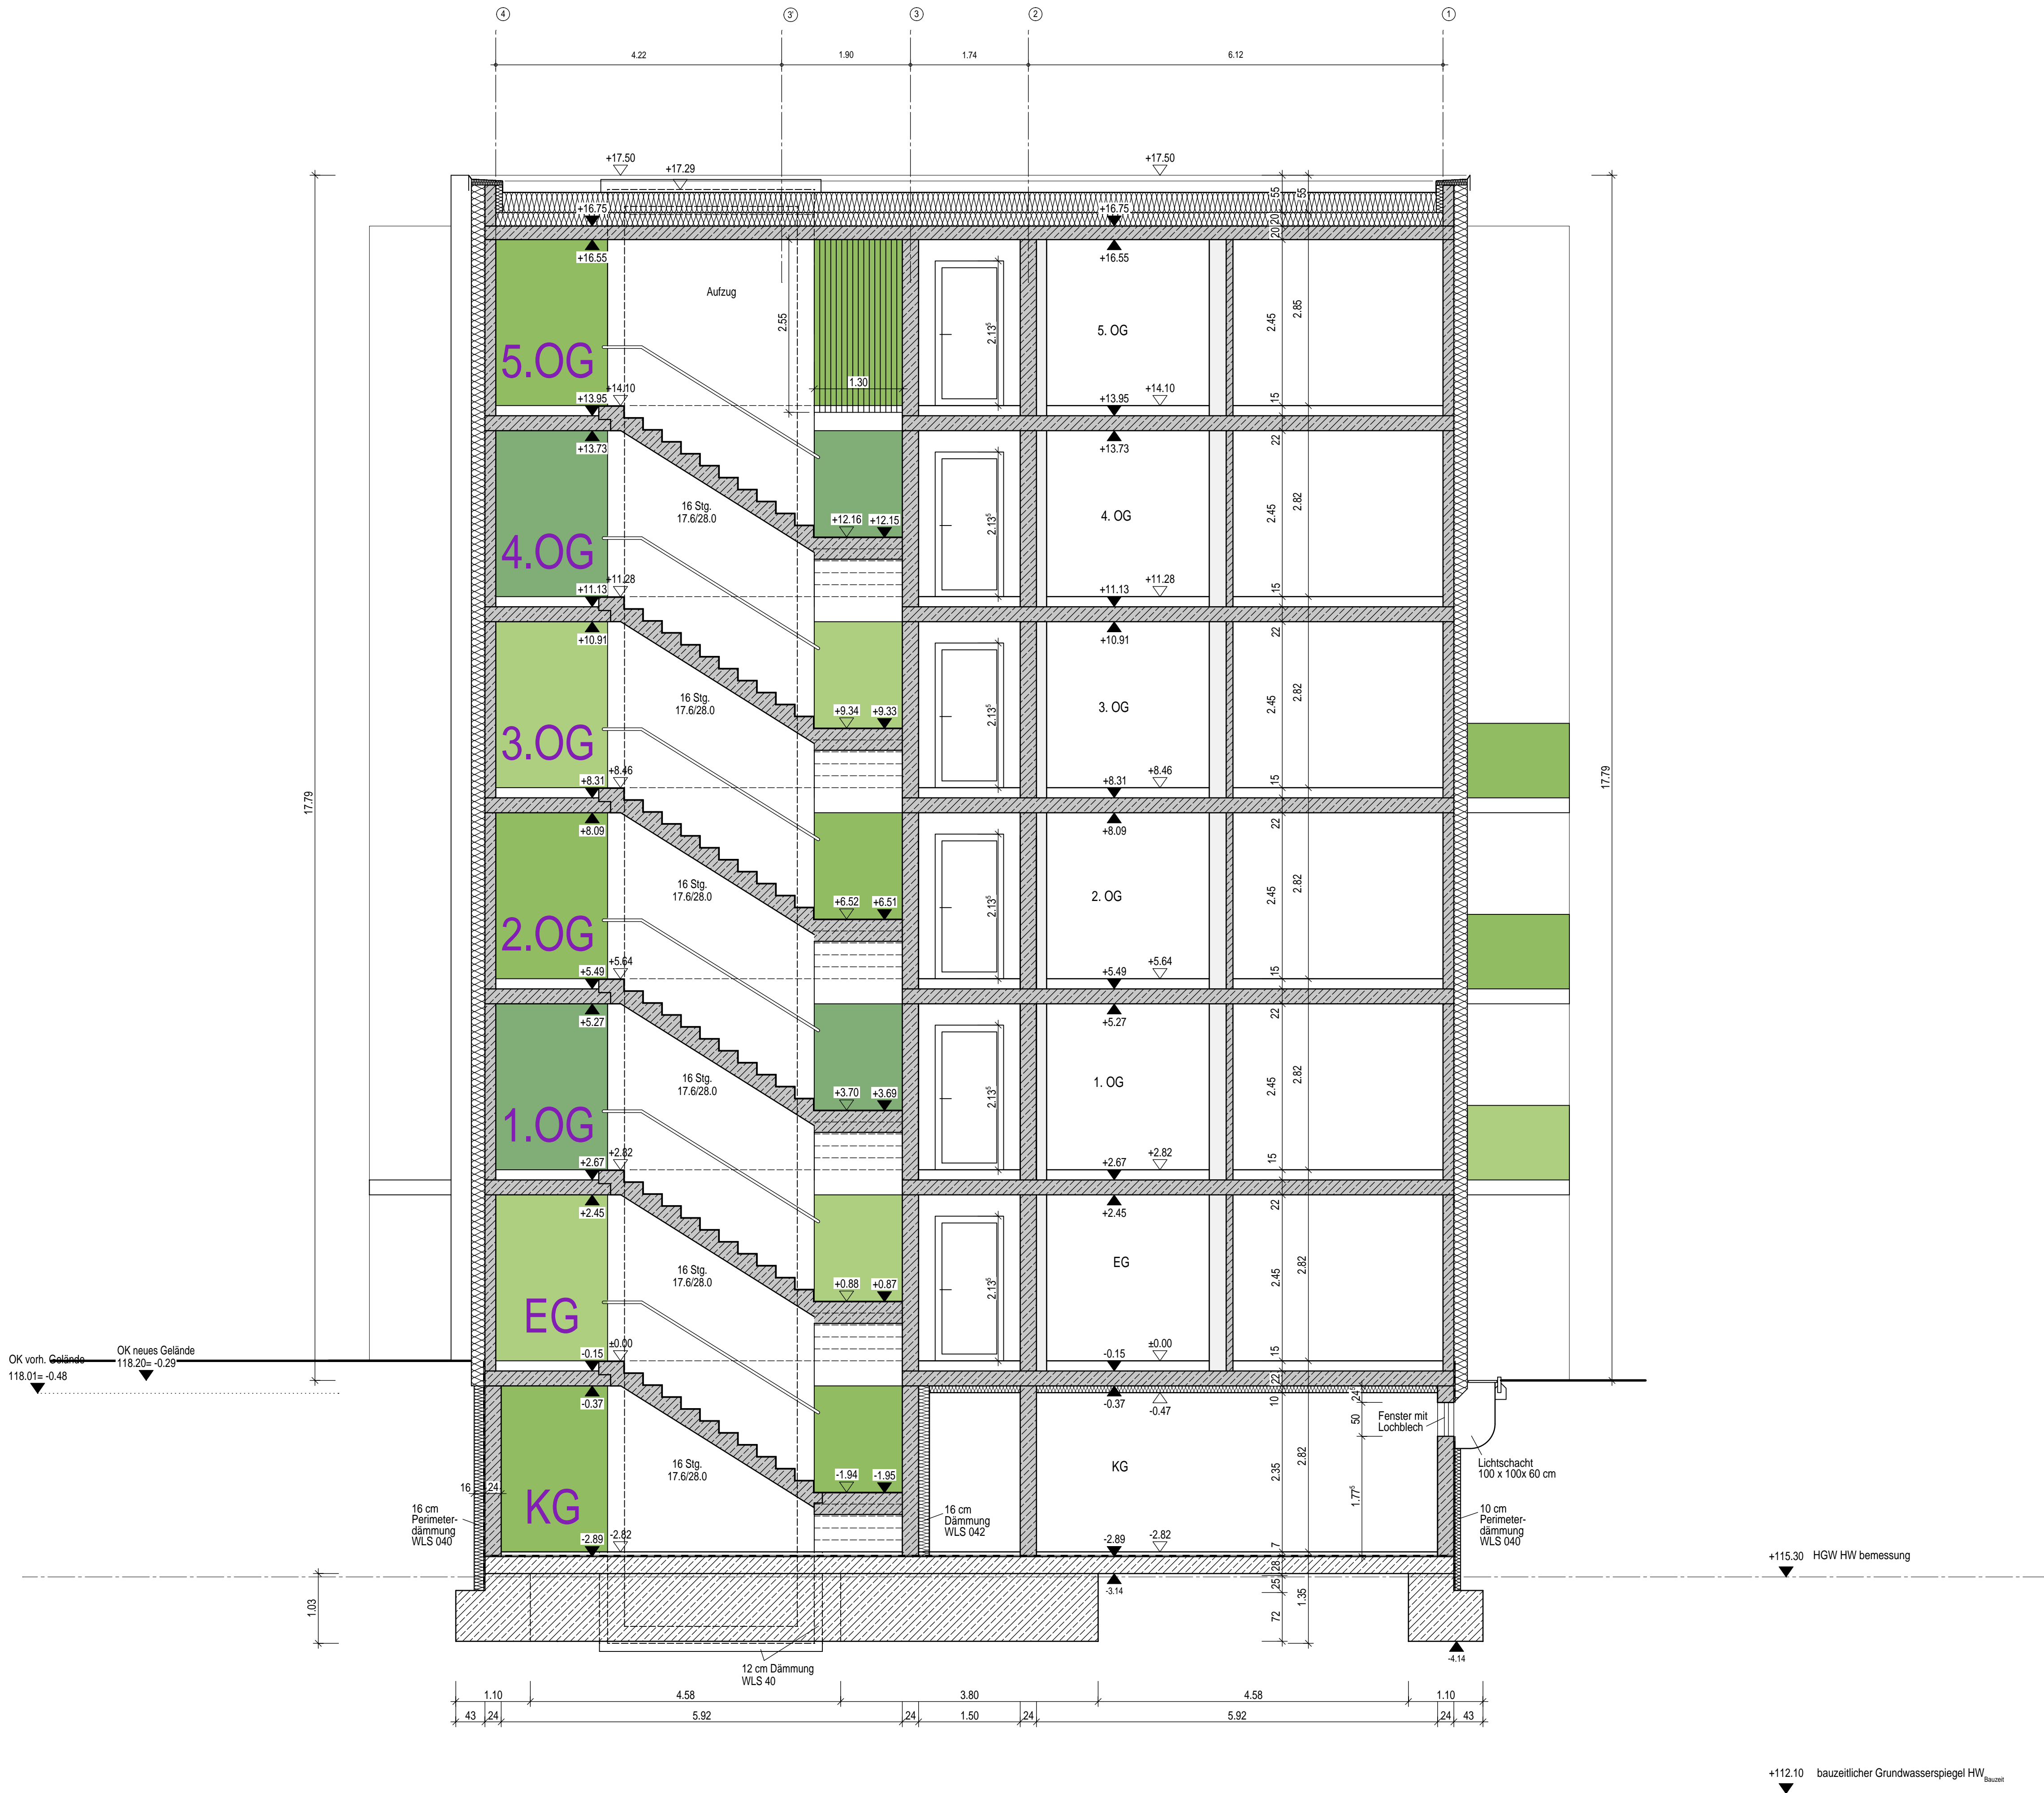 4 3' 3 2 1
4.22 1.90 1.74 6.12
+17.50 +17.50
+17.29
55 55
+16.75 +16.75
20 20
+16.55 +16.55
Aufzug
5. OG
2.55 2.13⁵ 2.45 2.85
5.OG
1.30
+14.10 +14.10
+13.95 +13.95 15
+13.73 +13.73 22
16 Stg.
17.6/28.0
4. OG
2.13⁵ 2.45 2.82
+12.16 +12.15
4.OG
+11.28 +11.28
+11.13 +11.13 15
+10.91 +10.91 22
16 Stg.
17.6/28.0
3. OG
2.13⁵ 2.45 2.82
+9.34 +9.33
3.OG
+8.46 +8.46
+8.31 +8.31 15
17.79 17.79
+8.09 +8.09 22
16 Stg.
17.6/28.0
2. OG
2.13⁵ 2.45 2.82
+6.52 +6.51
2.OG
+5.64 +5.64
+5.49 +5.49 15
+5.27 +5.27 22
16 Stg.
17.6/28.0
1. OG
2.13⁵ 2.45 2.82
+3.70 +3.69
1.OG
+2.82 +2.82
+2.67 +2.67 15
+2.45 +2.45 22
16 Stg.
17.6/28.0
EG
2.13⁵ 2.45 2.82
+0.88 +0.87
EG
±0.00 ±0.00
-0.15 -0.15 15
OK vorh. Gelände
118.01= -0.48
OK neues Gelände
118.20= -0.29
22
-0.37 -0.37 -0.47 10 24⁵
50
Fenster mit
Lochblech
16 Stg.
17.6/28.0
KG
2.35 2.82 1.77⁵
Lichtschacht
100 x 100x 60 cm
-1.94 -1.95
16 24
KG
16 cm
Perimeter-
dämmung
WLS 040
16 cm
Dämmung
WLS 042
10 cm
Perimeter-
dämmung
WLS 040
-2.82 -2.82
-2.89 -2.89 7
+115.30 HGW HW bemessung
28
-3.14 25
1.03 72 1.35
-4.14
12 cm Dämmung
WLS 40
1.10 4.58 3.80 4.58 1.10
43 24 5.92 24 1.50 24 5.92 24 43
+112.10 bauzeitlicher Grundwasserspiegel HW Bauzeit